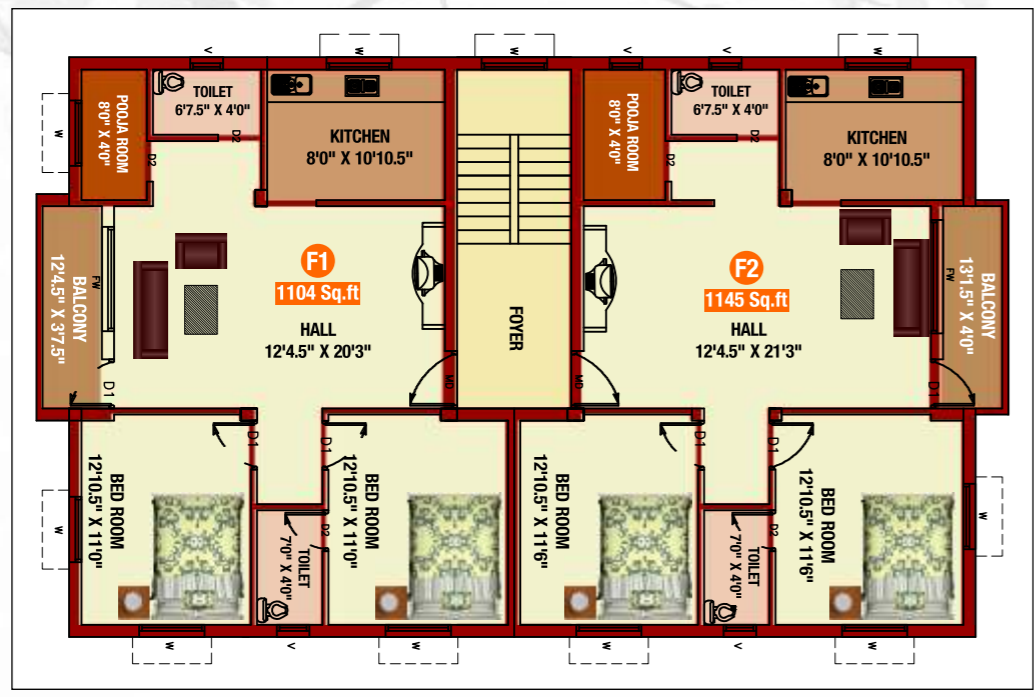 V
W
W
V
V
W
W
POOJA ROOM
8'0" X 4'0"
TOILET
6'7.5" X 4'0"
D2
D2
KITCHEN
8'0" X 10'10.5"
POOJA ROOM
8'0" X 4'0"
TOILET
6'7.5" X 4'0"
D2
D2
KITCHEN
8'0" X 10'10.5"
BALCONY
12'4.5" X 3'7.5"
FW
D1
F1
1104 Sq.ft
HALL
12'4.5" X 20'3"
MD
FOYER
MD
F2
1145 Sq.ft
HALL
12'4.5" X 21'3"
FW
D1
BALCONY
13'1.5" X 4'0"
W
BED ROOM
12'10.5" X 11'0"
D1
D1
BED ROOM
12'10.5" X 11'0"
D2
TOILET
7'0" X 4'0"
BED ROOM
12'10.5" X 11'6"
D1
D1
BED ROOM
12'10.5" X 11'6"
D2
TOILET
7'0" X 4'0"
W
W
V
W
W
V
W